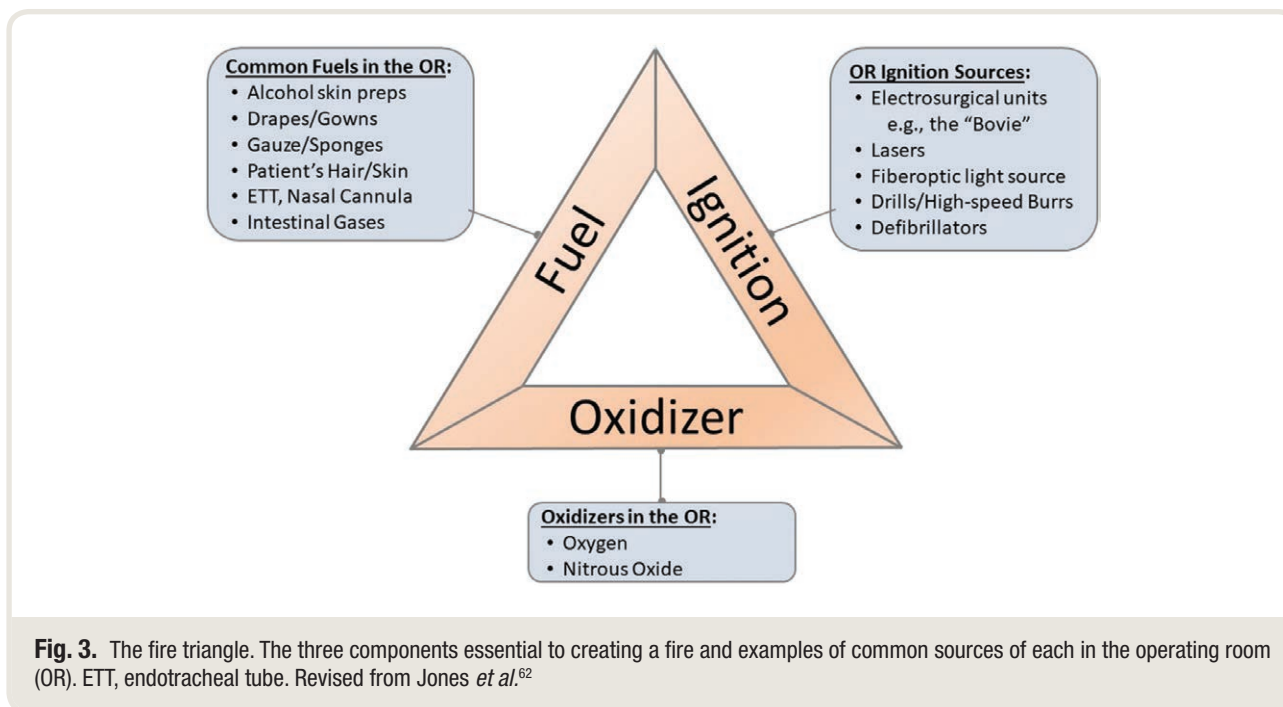 Common Fuels in the OR:
• Alcohol skin preps
• Drapes/Gowns
• Gauze/Sponges
• Patient's Hair/Skin
• ETT, Nasal Cannula
• Intestinal Gases
OR Ignition Sources:
• Electrosurgical units
e.g., the "Bovie"
• Lasers
• Fiberoptic light source
• Drills/High-speed Burrs
• Defibrillators
Fuel
Ignition
Oxidizer
Oxidizers in the OR:
• Oxygen
• Nitrous Oxide
Fig. 3. The fire triangle. The three components essential to creating a fire and examples of common sources of each in the operating room
(OR). ETT, endotracheal tube. Revised from Jones et al.62